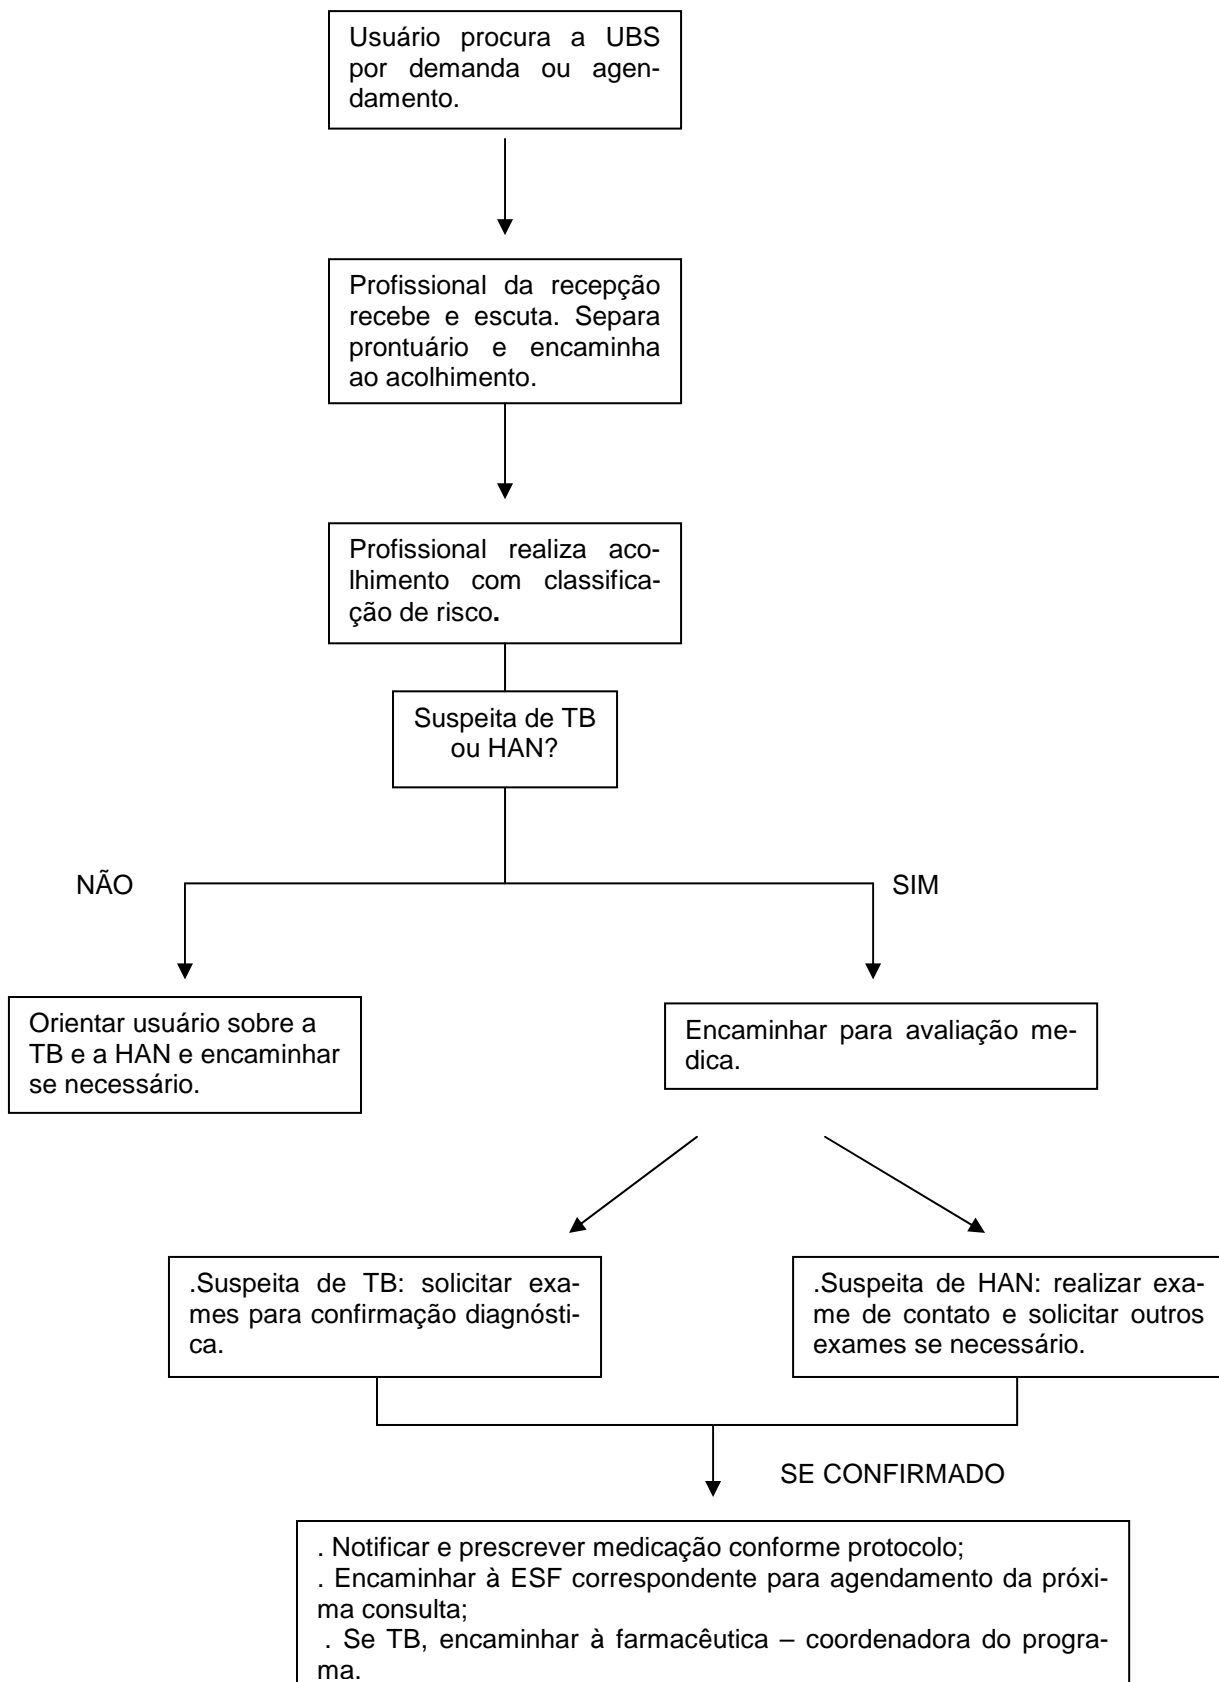 Usuário procura a UBS
por demanda ou agen-
damento.
Profissional da recepção
recebe e escuta. Separa
prontuário e encaminha
ao acolhimento.
Profissional realiza aco-
lhimento com classifica-
ção de risco.
Suspeita de TB
ou HAN?
NÃO
SIM
Orientar usuário sobre a
TB e a HAN e encaminhar
se necessário.
Encaminhar para avaliação me-
dica.
.Suspeita de TB: solicitar exa-
mes para confirmação diagnósti-
ca.
.Suspeita de HAN: realizar exa-
me de contato e solicitar outros
exames se necessário.
SE CONFIRMADO
. Notificar e prescrever medicação conforme protocolo;
. Encaminhar à ESF correspondente para agendamento da próxi-
ma consulta;
. Se TB, encaminhar à farmacêutica – coordenadora do progra-
ma.